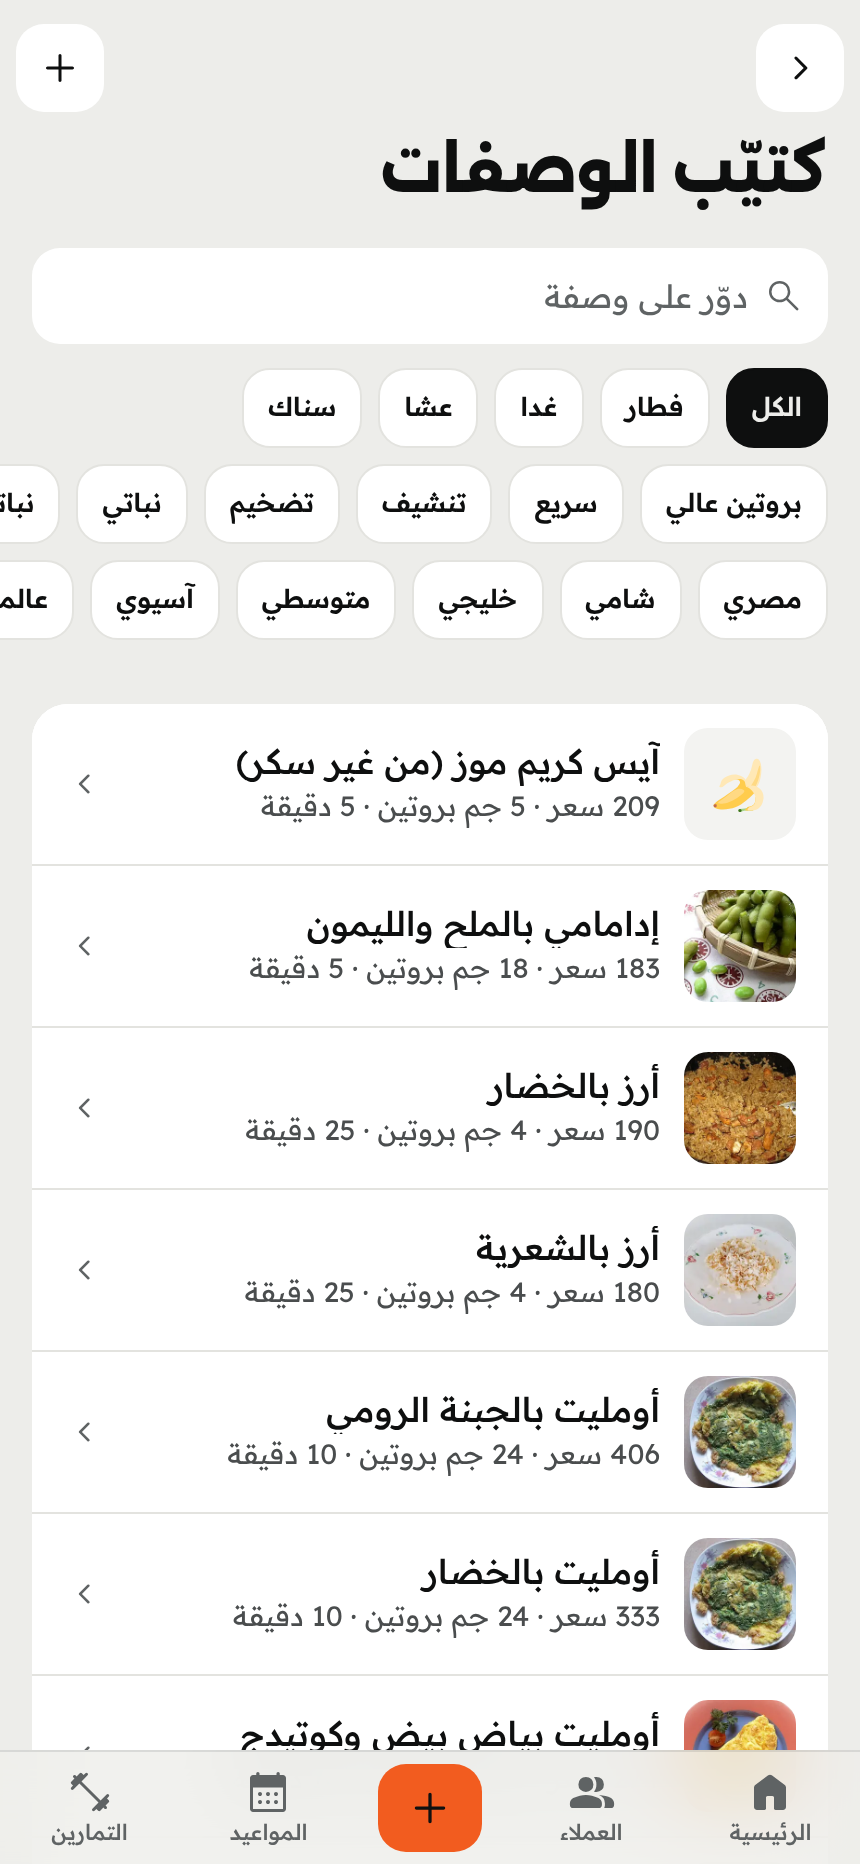 كتيّب الوصفات
دوّر على وصفة
الكل فطار غدا عشا سناك
بروتين عالي سريع تنشيف تضخيم نباتي
مصري شامي خليجي متوسطي آسيوي
آيس كريم موز (من غير سكر)
209 سعر · 5 جم بروتين · 5 دقيقة
إدامامي بالملح والليمون
183 سعر · 18 جم بروتين · 5 دقيقة
أرز بالخضار
190 سعر · 4 جم بروتين · 25 دقيقة
أرز بالشعرية
180 سعر · 4 جم بروتين · 25 دقيقة
أومليت بالجبنة الرومي
406 سعر · 24 جم بروتين · 10 دقيقة
أومليت بالخضار
333 سعر · 24 جم بروتين · 10 دقيقة
أومليت بياض بيض وكوتيدج
الرئيسية العملاء المواعيد التمارين